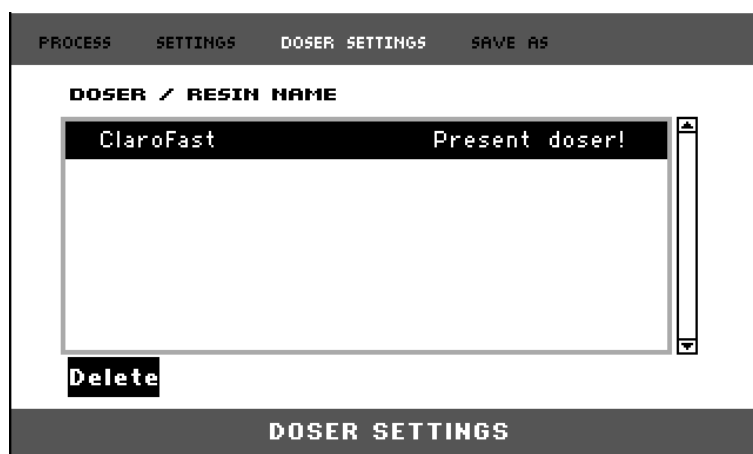 PROCESS SETTINGS DOSER SETTINGS SAVE AS
DOSER / RESIN NAME
ClaroFast Present doser!
Delete
DOSER SETTINGS